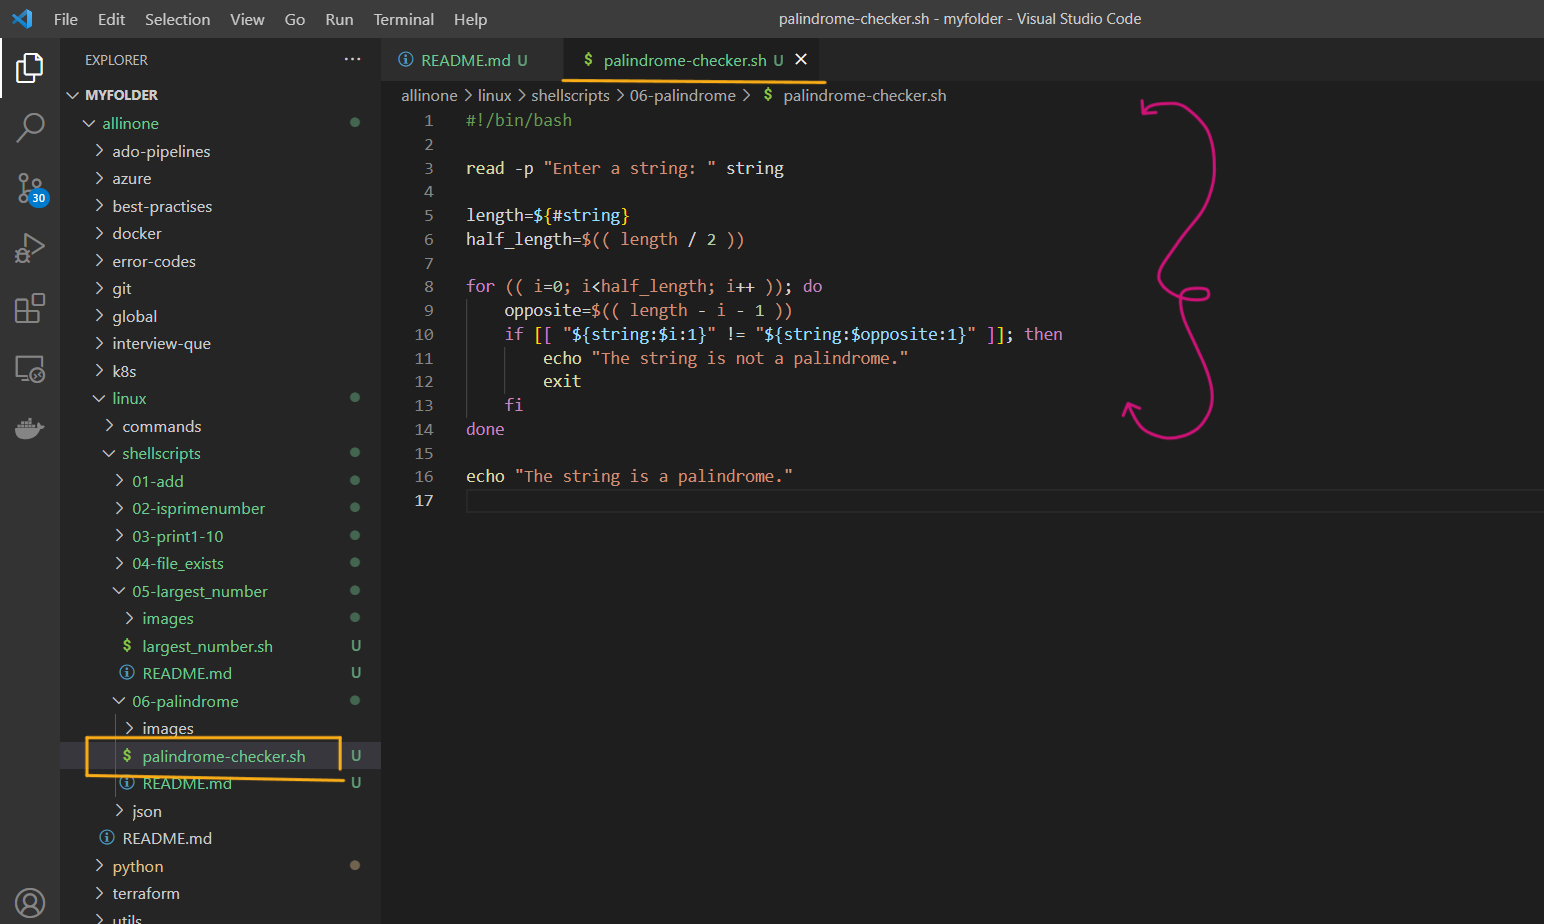 File Edit Selection View Go Run Terminal Help
palindrome-checker.sh - myfolder - Visual Studio Code
EXPLORER
MYFOLDER
allinone
ado-pipelines
azure
best-practises
docker
error-codes
git
global
interview-que
k8s
linux
commands
shellscripts
01-add
02-isprimenumber
03-print1-10
04-file_exists
05-largest_number
images
$ largest_number.sh U
README.md U
06-palindrome
images
$ palindrome-checker.sh U
README.md U
json
README.md
python
terraform
utils
30
README.md U
$ palindrome-checker.sh U
allinone > linux > shellscripts > 06-palindrome > $ palindrome-checker.sh
1 #!/bin/bash
2
3 read -p "Enter a string: " string
4
5 length=${#string}
6 half_length=$(( length / 2 ))
7
8 for (( i=0; i<half_length; i++ )); do
9     opposite=$(( length - i - 1 ))
10     if [[ "${string:$i:1}" != "${string:$opposite:1}" ]]; then
11         echo "The string is not a palindrome."
12         exit
13     fi
14 done
15
16 echo "The string is a palindrome."
17